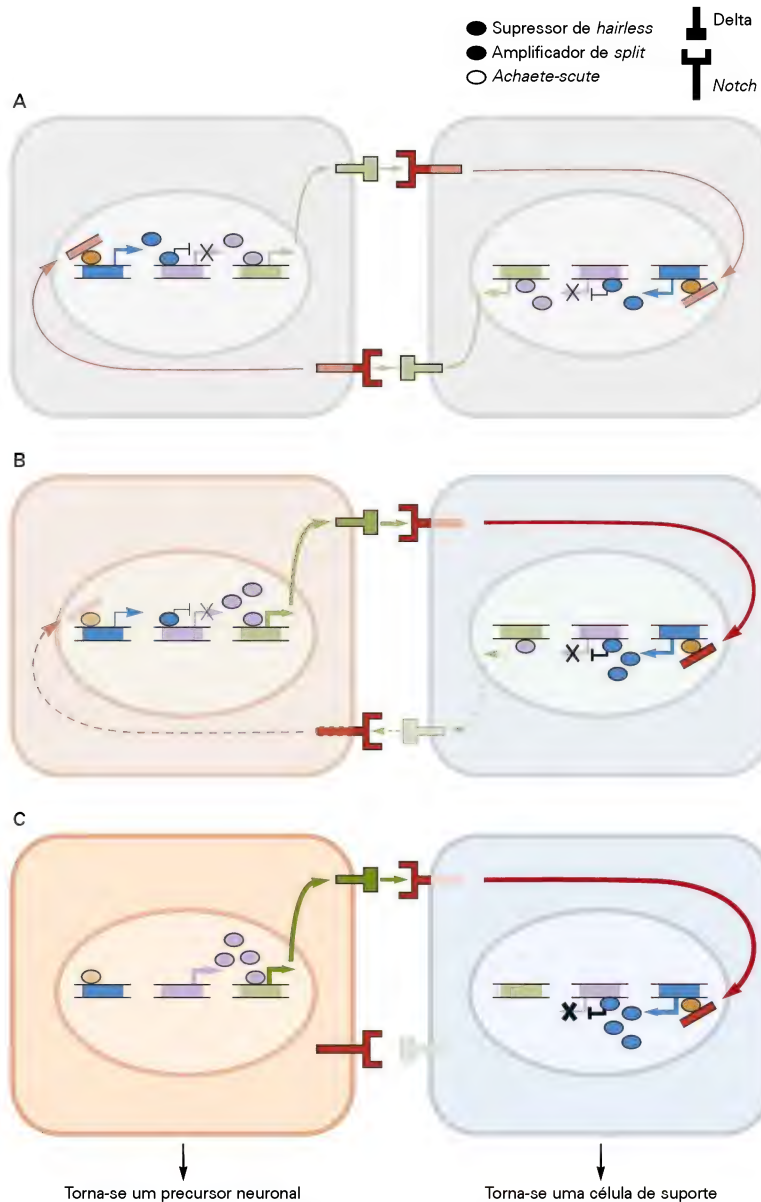 Supressor de hairless
Amplificador de split
Achaete-scute
Delta
Notch
A
B
C
Torna-se um precursor neuronal
Torna-se uma célula de suporte